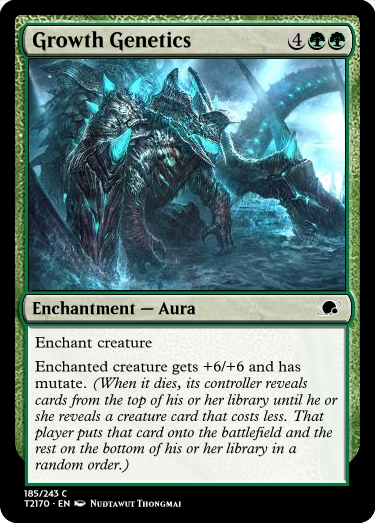 Growth Genetics 4
Enchantment — Aura
Enchant creature
Enchanted creature gets +6/+6 and has
mutate. (When it dies, its controller reveals
cards from the top of his or her library until he or
she reveals a creature card that costs less. That
player puts that card onto the battlefield and the
rest on the bottom of his or her library in a
random order.)
185/243 C
T2170 · EN Nudtawut Thongmai